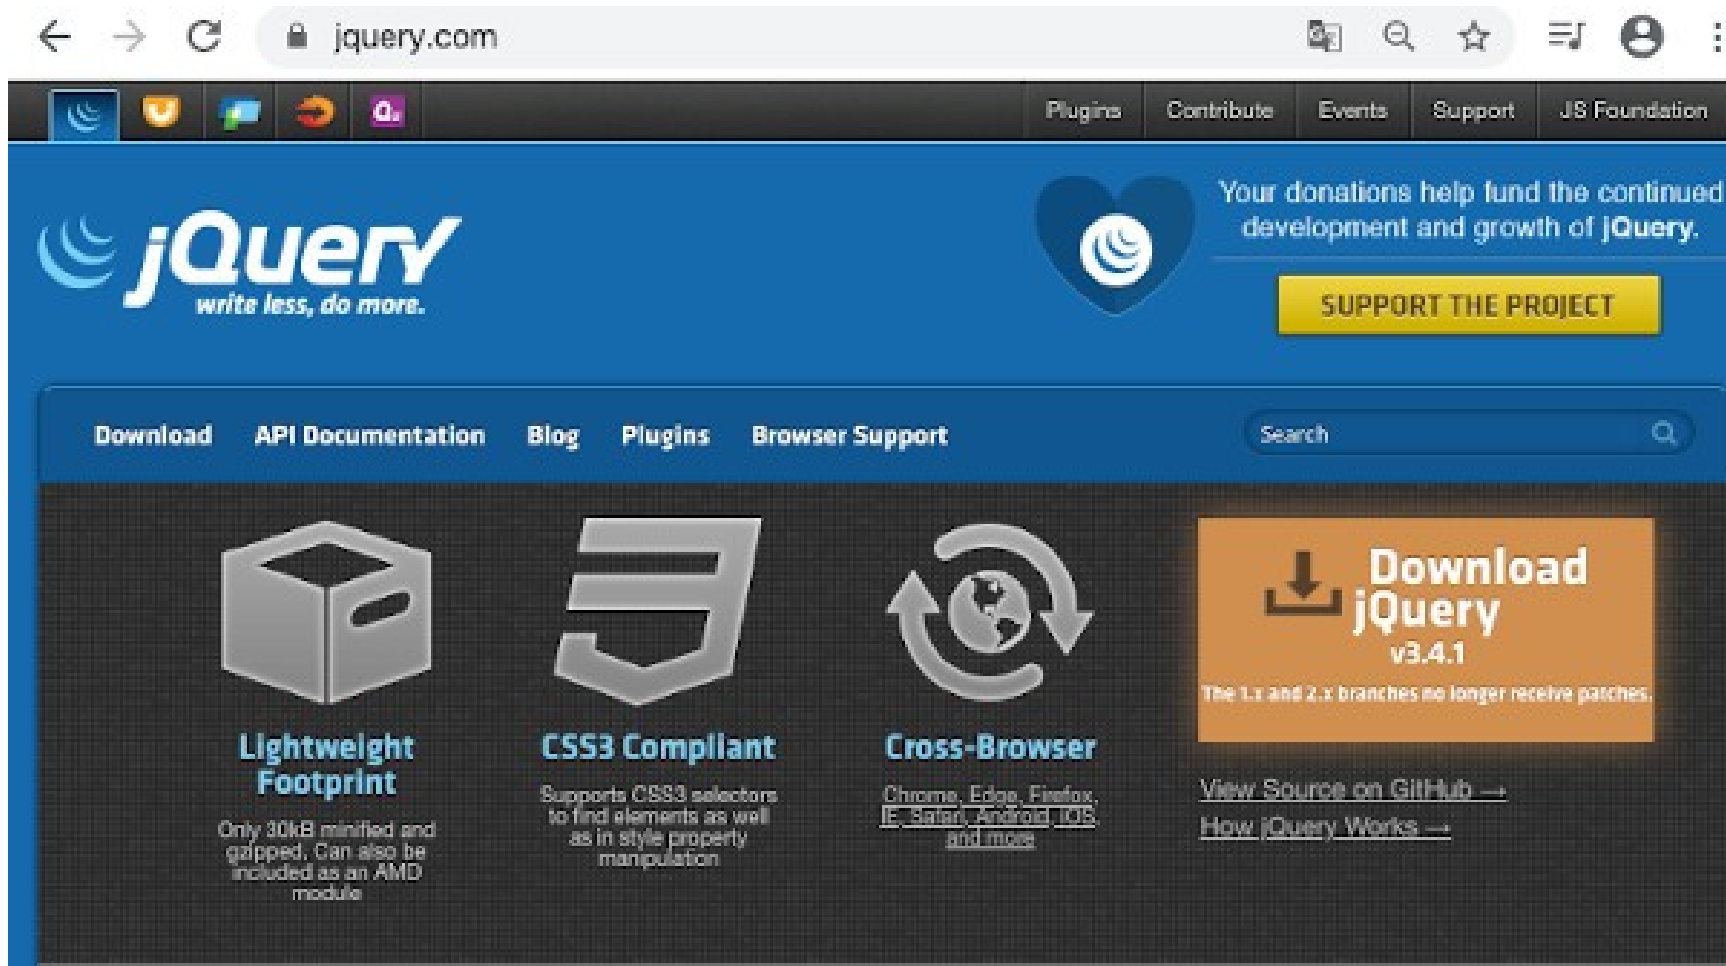 jquery.com
Plugins Contribute Events Support JS Foundation
jQuery
write less, do more.
Your donations help fund the continued
development and growth of jQuery.
SUPPORT THE PROJECT
Download API Documentation Blog Plugins Browser Support
Search
Lightweight
Footprint
Only 30kB minified and
gzipped. Can also be
included as an AMD
module
CSS3 Compliant
Supports CSS3 selectors
to find elements as well
as in style property
manipulation
Cross-Browser
Chrome, Edge, Firefox,
IE, Safari, Android, iOS,
and more
Download
jQuery
v3.4.1
The 1.x and 2.x branches no longer receive patches.
View Source on GitHub →
How jQuery Works →